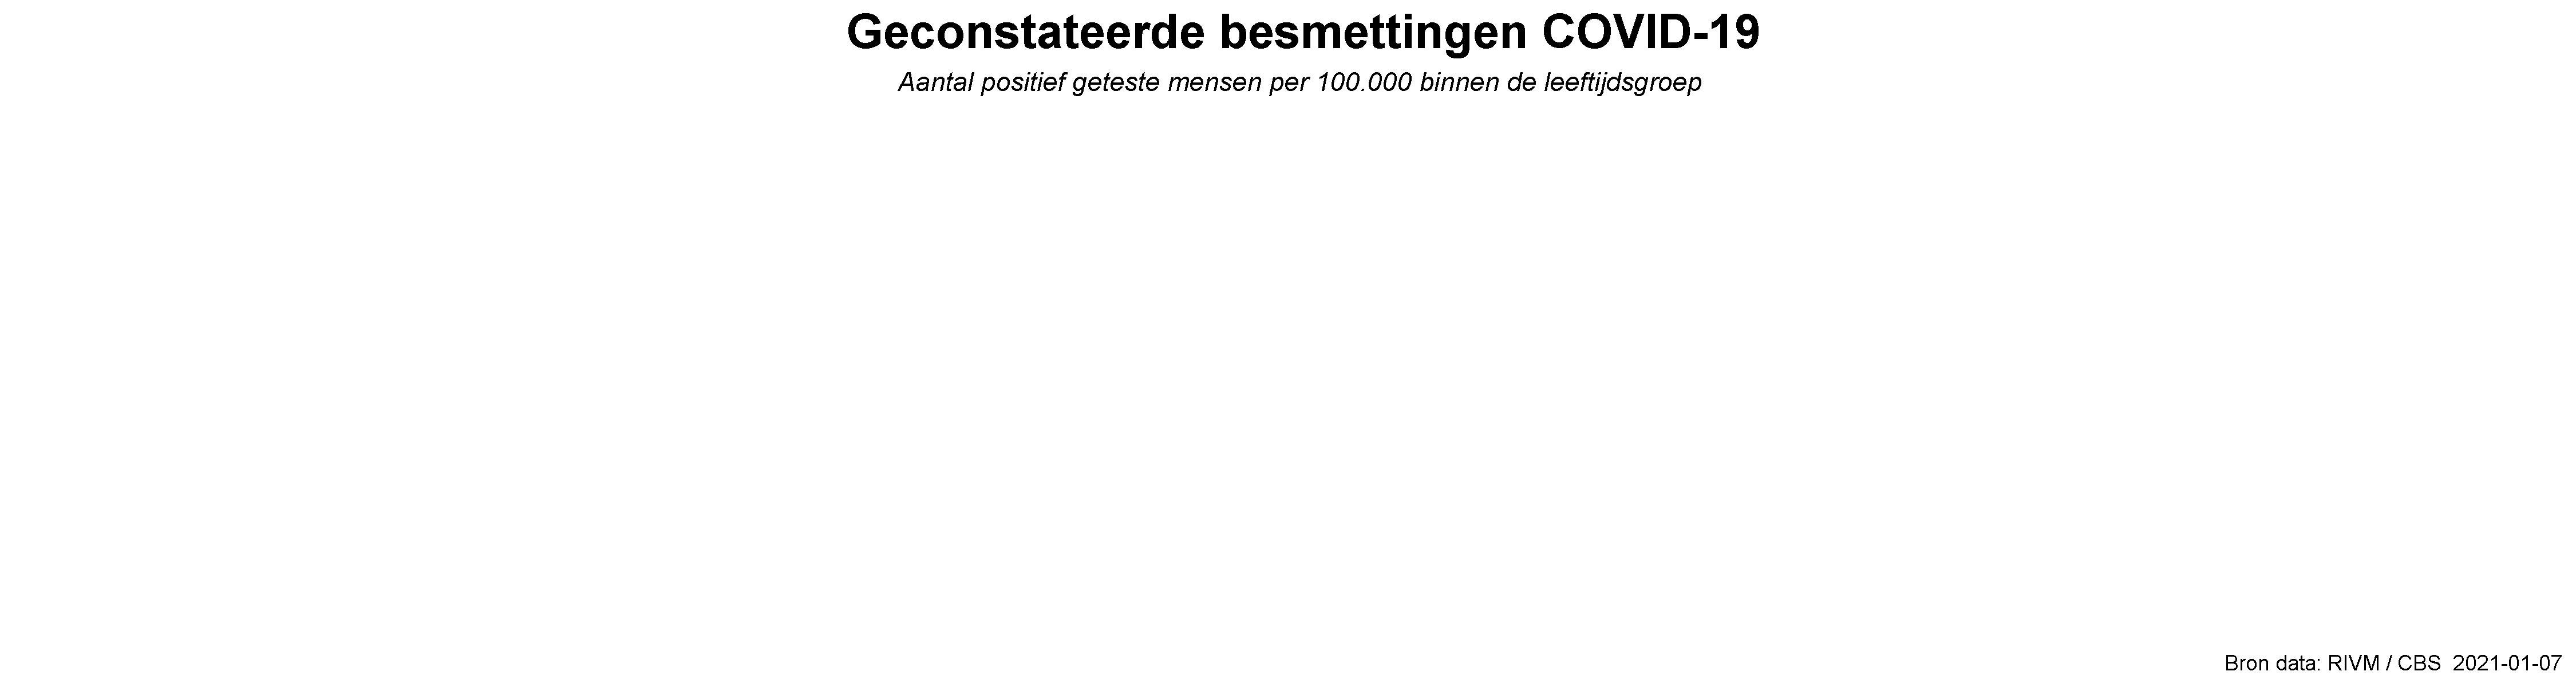 Geconstateerde besmettingen COVID-19
Aantal positief geteste mensen per 100.000 binnen de leeftijdsgroep
Bron data: RIVM / CBS  2021-01-07